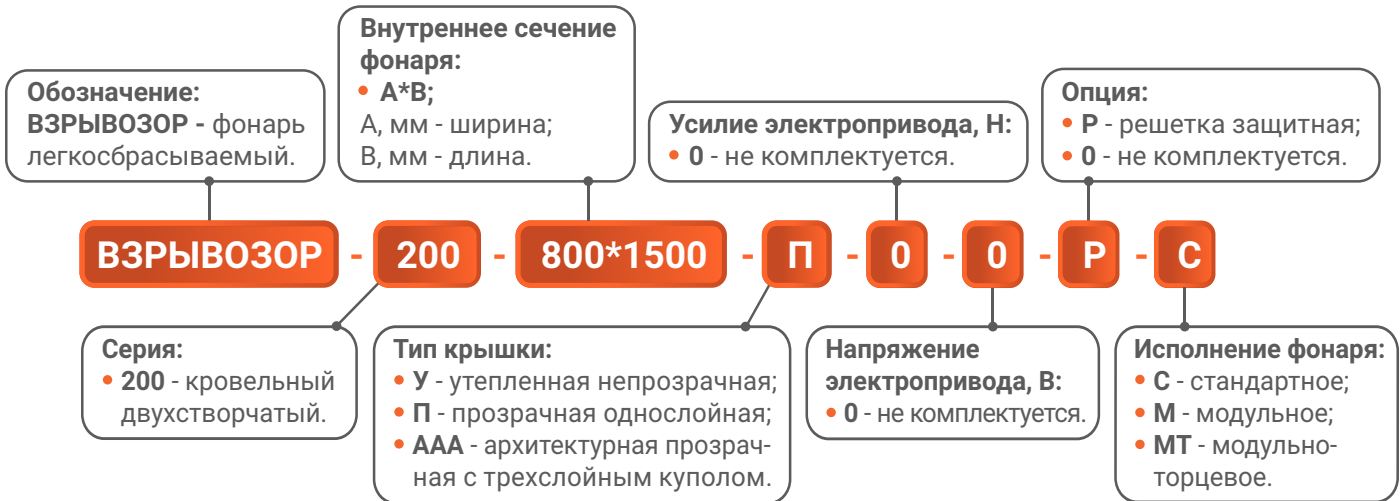 Обозначение:
ВЗРЫВОЗОР - фонарь
легкосбрасываемый.
Внутреннее сечение
фонаря:
• A*B;
А, мм - ширина;
В, мм - длина.
Усилие электропривода, Н:
• 0 - не комплектуется.
Опция:
• Р - решетка защитная;
• 0 - не комплектуется.
ВЗРЫВОЗОР - 200 - 800*1500 - П - 0 - 0 - Р - С
Серия:
• 200 - кровельный
двухстворчатый.
Тип крышки:
• У - утепленная непрозрачная;
• П - прозрачная однослойная;
• ААА - архитектурная прозрач-
ная с трехслойным куполом.
Напряжение
электропривода, В:
• 0 - не комплектуется.
Исполнение фонаря:
• С - стандартное;
• М - модульное;
• МТ - модульно-
торцевое.